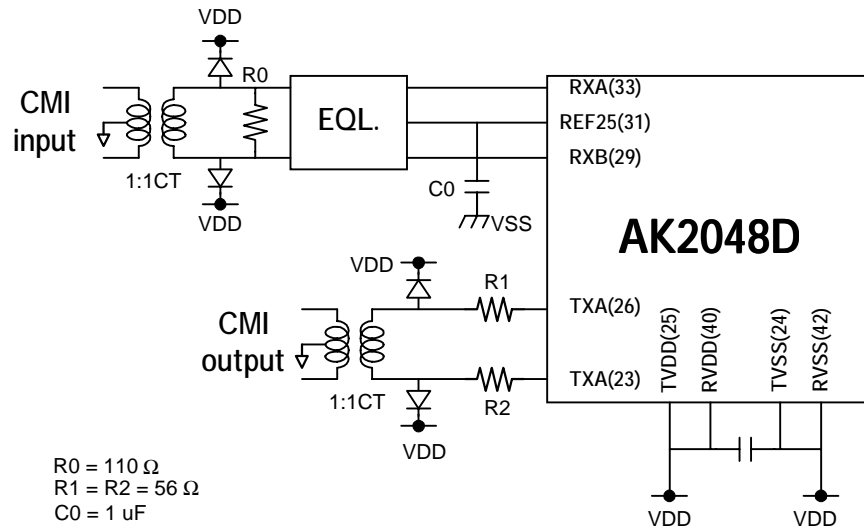 VDD
R0
CMI
input
EQL.
1:1CT
VDD
C0
VSS
RXA(33)
REF25(31)
RXB(29)
AK2048D
VDD
R1
CMI
output
1:1CT
R2
VDD
TXA(26)
TXA(23)
TVDD(25)
RVDD(40)
TVSS(24)
RVSS(42)
VDD
VDD
R0 = 110 Ω
R1 = R2 = 56 Ω
C0 = 1 uF